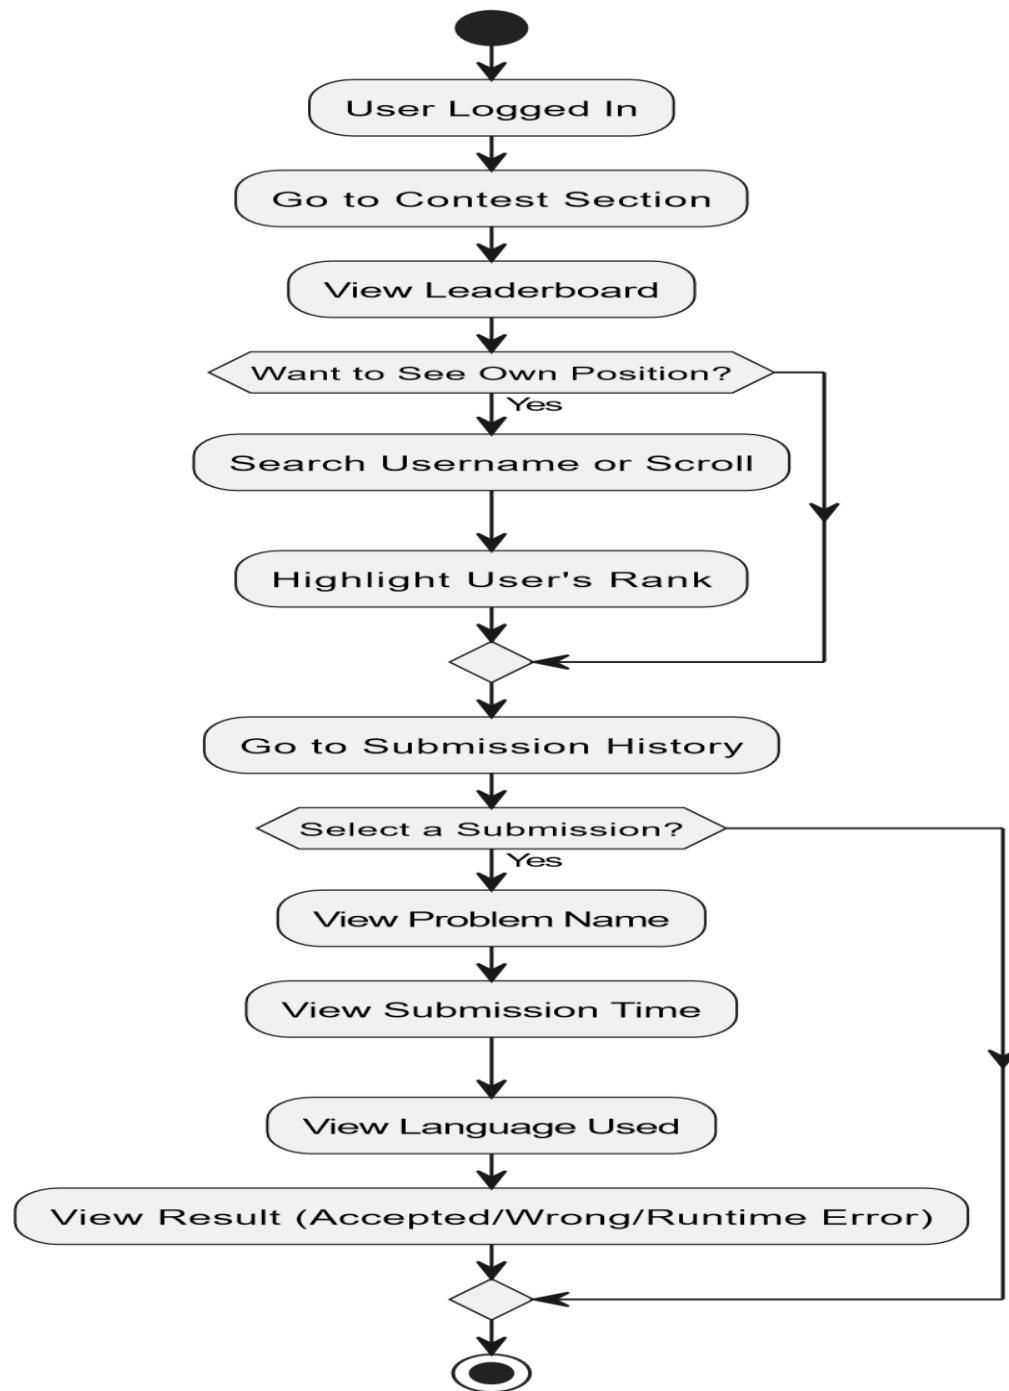 User Logged In
Go to Contest Section
View Leaderboard
Want to See Own Position?
Yes
Search Username or Scroll
Highlight User's Rank
Go to Submission History
Select a Submission?
Yes
View Problem Name
View Submission Time
View Language Used
View Result (Accepted/Wrong/Runtime Error)